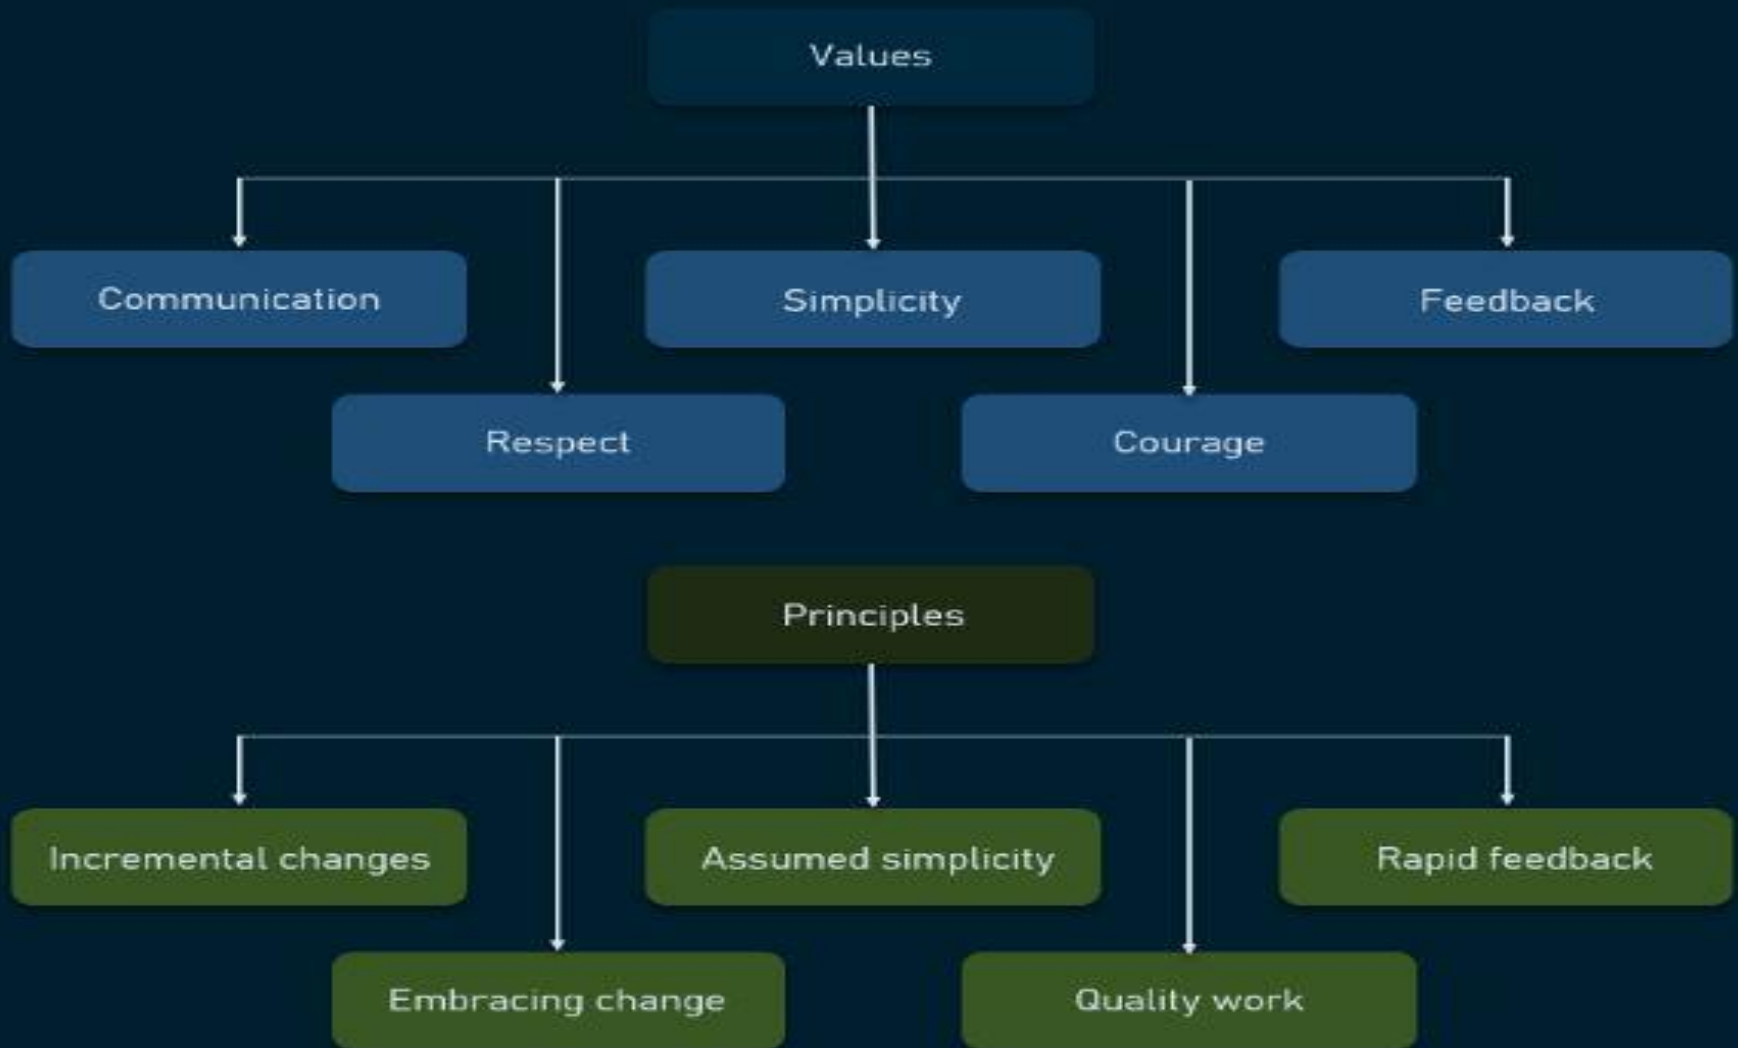 Values
Communication
Simplicity
Feedback
Respect
Courage
Principles
Incremental changes
Assumed simplicity
Rapid feedback
Embracing change
Quality work